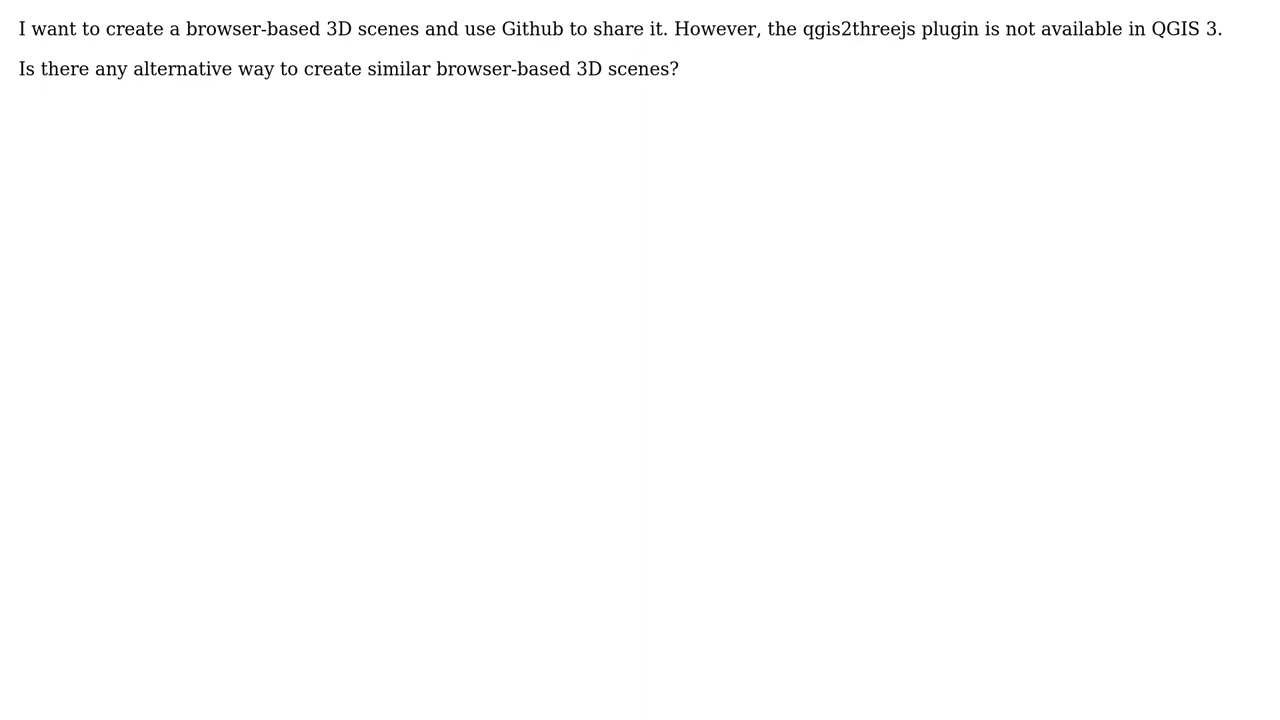 I want to create a browser-based 3D scenes and use Github to share it. However, the qgis2threejs plugin is not available in QGIS 3.
Is there any alternative way to create similar browser-based 3D scenes?